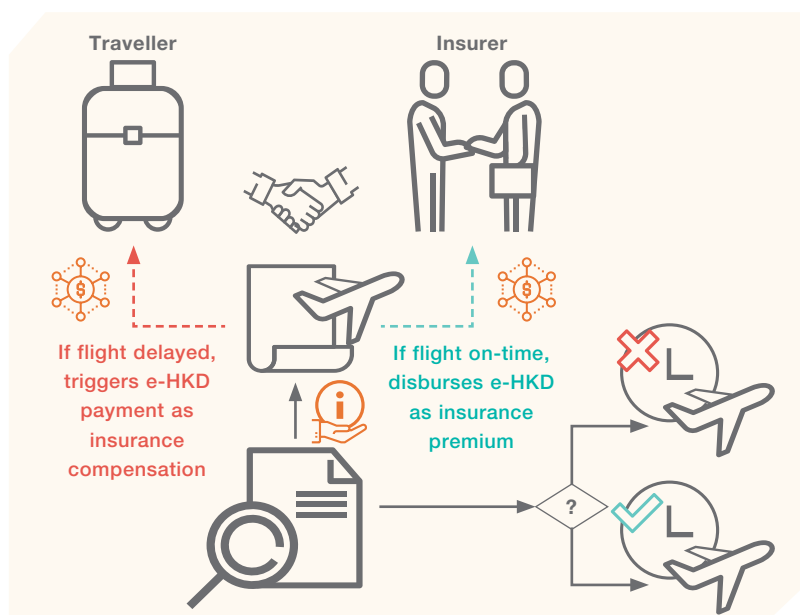 Traveller
Insurer
$
$
If flight delayed,
triggers e-HKD
payment as
insurance
compensation
If flight on-time,
disburses e-HKD
as insurance
premium
i
?